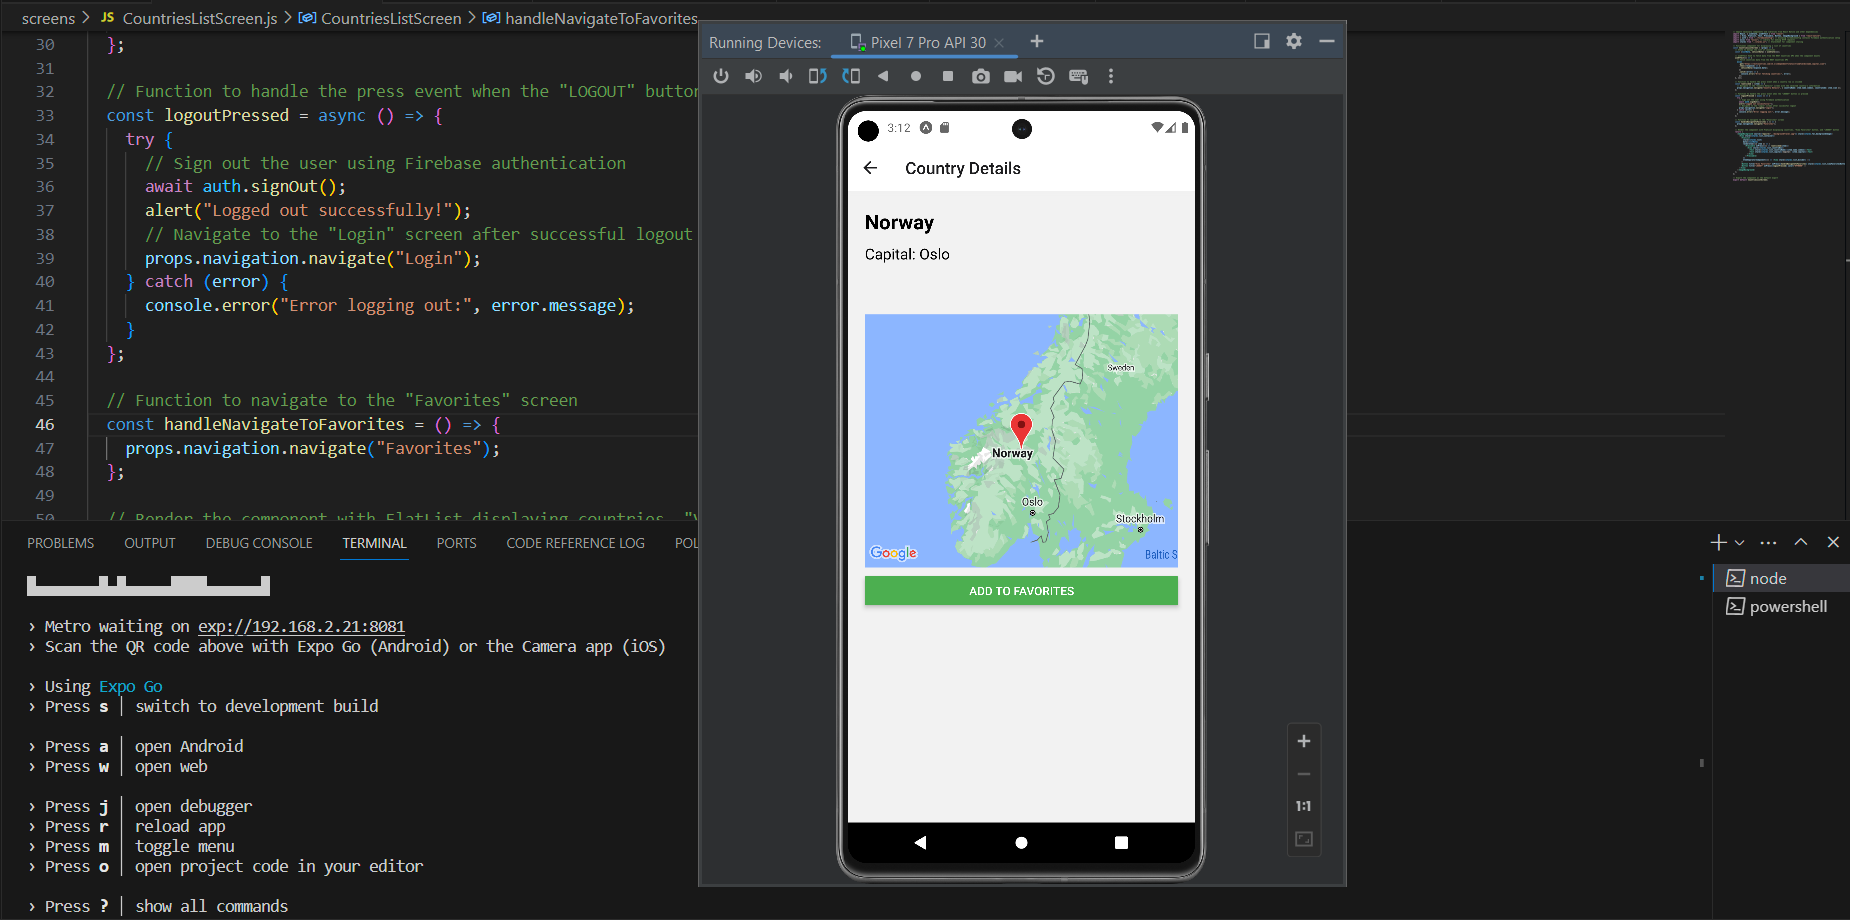 screens > JS CountriesListScreen.js > CountriesListScreen > handleNavigateToFavorites
30 };
31
32 // Function to handle the press event when the "LOGOUT" button
33 const logoutPressed = async () => {
34 try {
35 // Sign out the user using Firebase authentication
36 await auth.signOut();
37 alert("Logged out successfully!");
38 // Navigate to the "Login" screen after successful logout
39 props.navigation.navigate("Login");
40 } catch (error) {
41 console.error("Error logging out:", error.message);
42 }
43 };
44
45 // Function to navigate to the "Favorites" screen
46 const handleNavigateToFavorites = () => {
47 props.navigation.navigate("Favorites");
48 };
49
50 // Render the component with FlatList displaying countries, "V
PROBLEMS OUTPUT DEBUG CONSOLE TERMINAL PORTS CODE REFERENCE LOG POL
› Metro waiting on exp://192.168.2.21:8081
› Scan the QR code above with Expo Go (Android) or the Camera app (iOS)
› Using Expo Go
› Press s │ switch to development build
› Press a │ open Android
› Press w │ open web
› Press j │ open debugger
› Press r │ reload app
› Press m │ toggle menu
› Press o │ open project code in your editor
› Press ? │ show all commands
Running Devices: Pixel 7 Pro API 30
3:12
Country Details
Norway
Capital: Oslo
Sweden
Norway
Oslo
Stockholm
Google
Baltic S
ADD TO FAVORITES
1:1
node
powershell